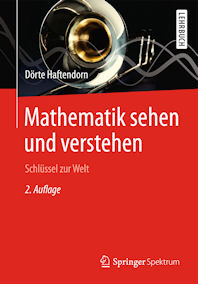 LEHRBUCH
Dörte Haftendorn
Mathematik sehen
und verstehen
Schlüssel zur Welt
2. Auflage
Springer Spektrum